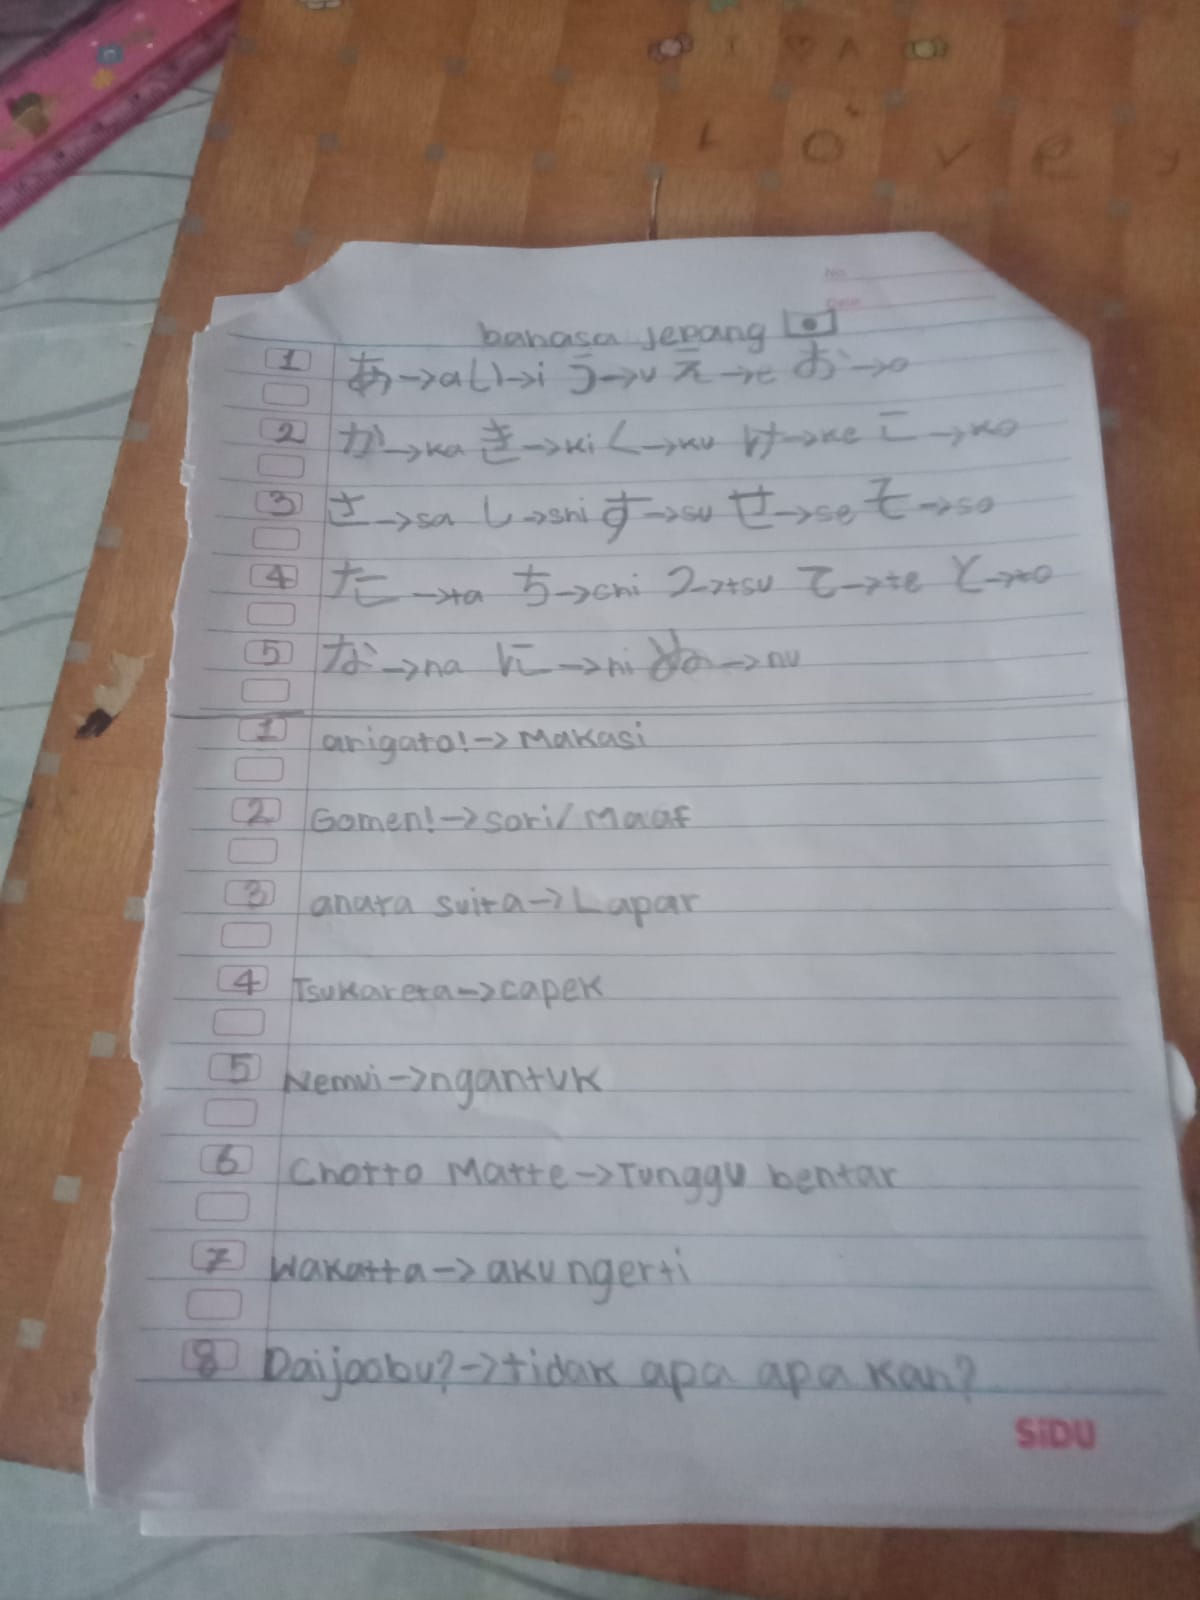 I ♡ A
L O V e y
No.
Date
bahasa jepang
1 あ→a い→i う→u え→e お→o
2 か→ka き→ki く→ku け→ke こ→ko
3 さ→sa し→shi す→su せ→se そ→so
4 た→ta ち→chi つ→tsu て→te と→to
5 な→na に→ni ぬ→nu
1 arigato!→Makasi
2 Gomen!→sori/Maaf
3 anata suita→Lapar
4 Tsukareta→capek
5 Nemui→ngantuk
6 Chotto Matte→Tunggu bentar
7 Wakatta→aku ngerti
8 Daijoobu?→tidak apa apa kan?
SiDU